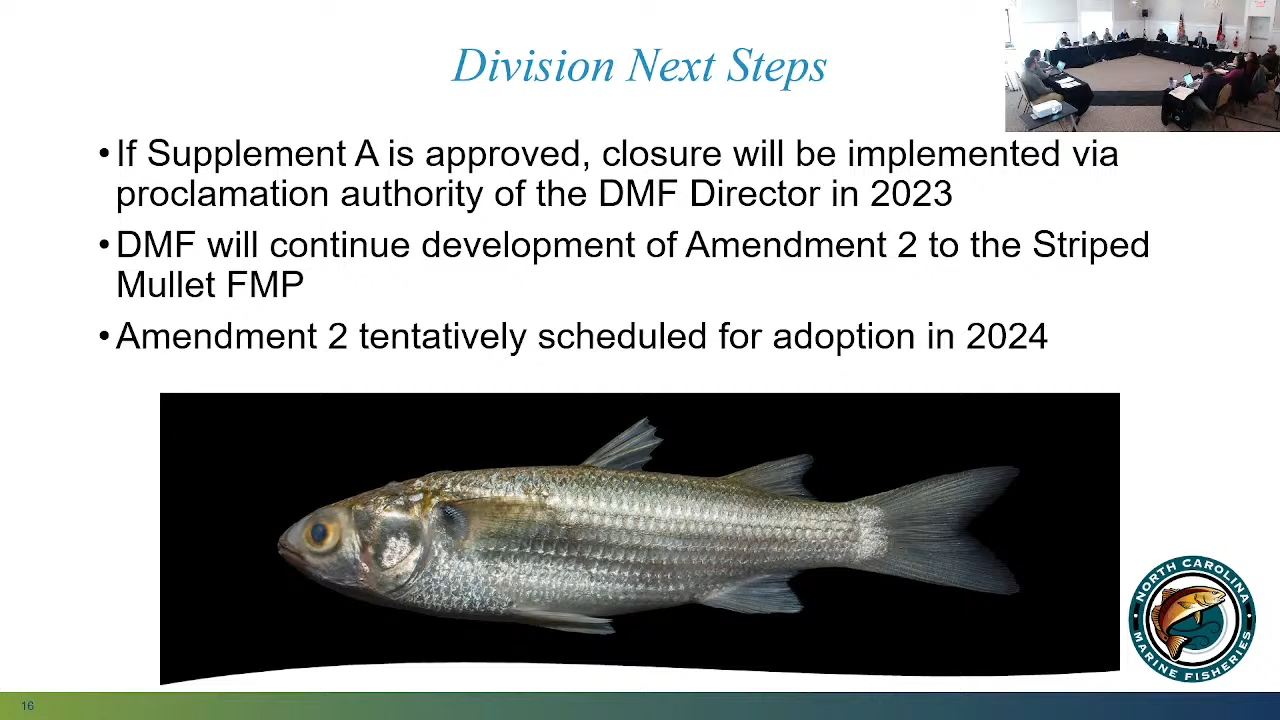 Division Next Steps
•If Supplement A is approved, closure will be implemented via
proclamation authority of the DMF Director in 2023
•DMF will continue development of Amendment 2 to the Striped
Mullet FMP
•Amendment 2 tentatively scheduled for adoption in 2024
NORTH CAROLINA
MARINE FISHERIES
16